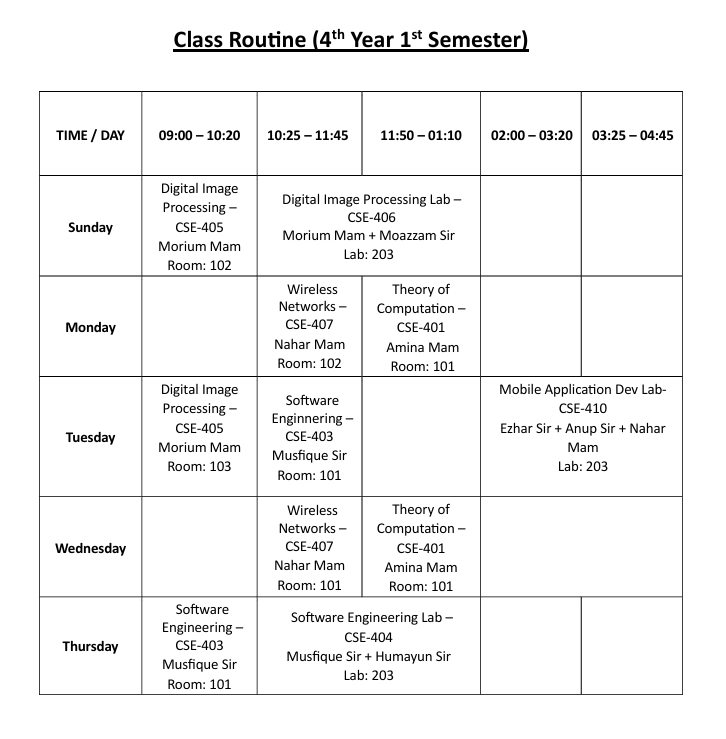 Class Routine (4th Year 1st Semester)
TIME / DAY
09:00 – 10:20
10:25 – 11:45
11:50 – 01:10
02:00 – 03:20
03:25 – 04:45
Sunday
Digital Image
Processing –
CSE-405
Morium Mam
Room: 102
Digital Image Processing Lab –
CSE-406
Morium Mam + Moazzam Sir
Lab: 203
Monday
Wireless
Networks –
CSE-407
Nahar Mam
Room: 102
Theory of
Computation –
CSE-401
Amina Mam
Room: 101
Tuesday
Digital Image
Processing –
CSE-405
Morium Mam
Room: 103
Software
Enginnering –
CSE-403
Musfique Sir
Room: 101
Mobile Application Dev Lab-
CSE-410
Ezhar Sir + Anup Sir + Nahar
Mam
Lab: 203
Wednesday
Wireless
Networks –
CSE-407
Nahar Mam
Room: 101
Theory of
Computation –
CSE-401
Amina Mam
Room: 101
Thursday
Software
Engineering –
CSE-403
Musfique Sir
Room: 101
Software Engineering Lab –
CSE-404
Musfique Sir + Humayun Sir
Lab: 203